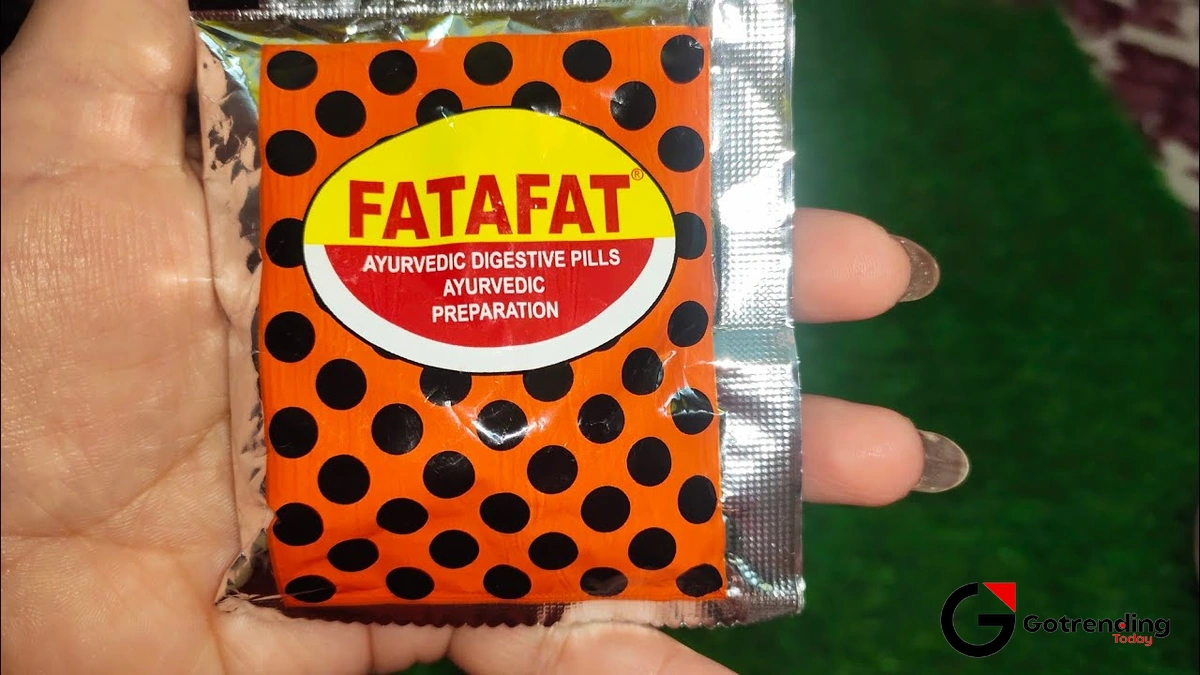 FATAFAT®
AYURVEDIC DIGESTIVE PILLS
AYURVEDIC
PREPARATION
Gotrending
Today